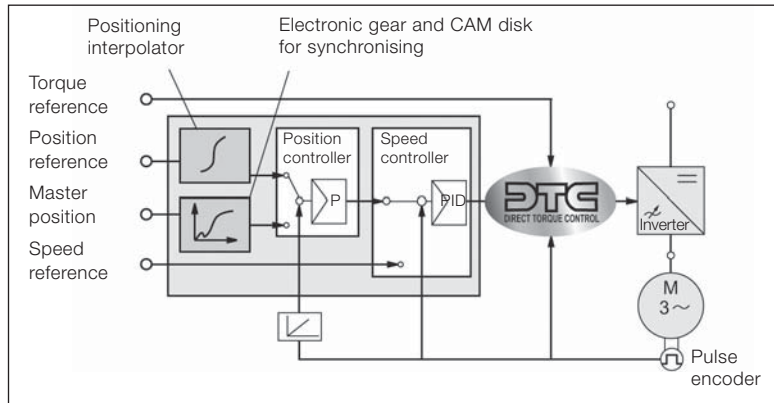 Positioning
interpolator
Electronic gear and CAM disk
for synchronising
Torque
reference
Position
reference
Master
position
Speed
reference
Position
controller
Speed
controller
P
PID
DTC
DIRECT TORQUE CONTROL
Inverter
M
3~
Pulse
encoder